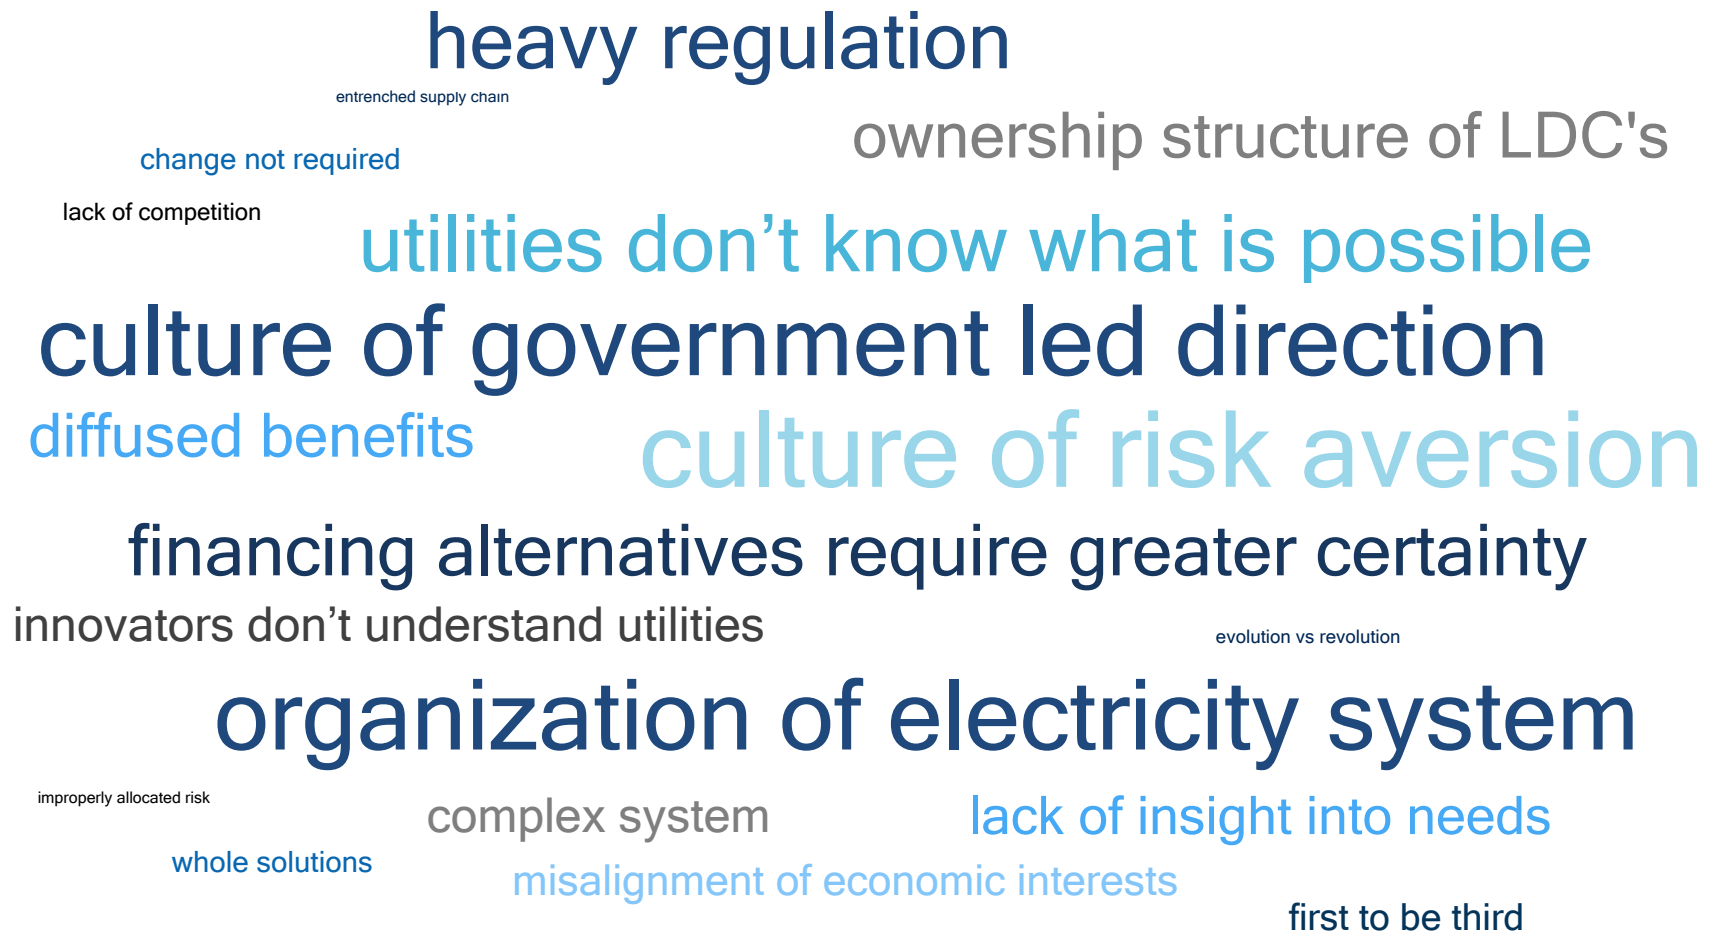 heavy regulation
entrenched supply chain
ownership structure of LDC's
change not required
lack of competition
utilities don’t know what is possible
culture of government led direction
diffused benefits
culture of risk aversion
financing alternatives require greater certainty
innovators don’t understand utilities
evolution vs revolution
organization of electricity system
improperly allocated risk
complex system
lack of insight into needs
whole solutions
misalignment of economic interests
first to be third